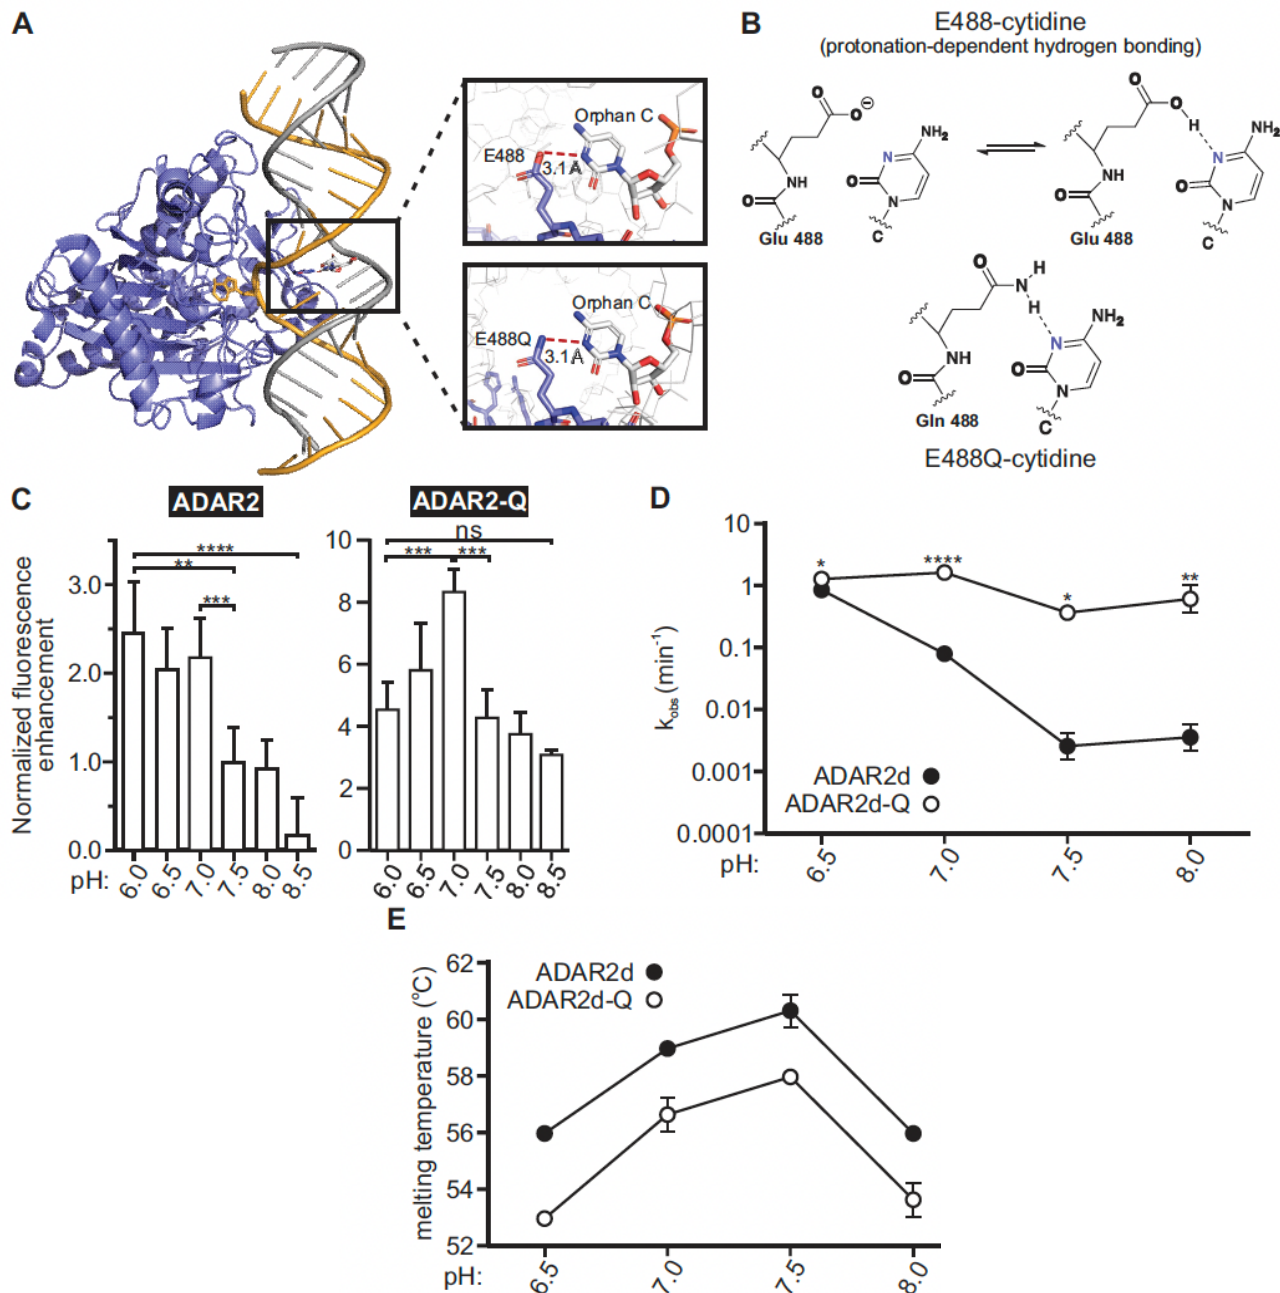 A
Orphan C
E488
3.1Å
Orphan C
E488Q
3.1Å
B
E488-cytidine
(protonation-dependent hydrogen bonding)
O
O ⊖
NH
O
Glu 488
NH₂
N
O
N
C
O
O
H
NH
O
Glu 488
NH₂
N
O
N
C
O
H
N
H
NH
O
Gln 488
NH₂
N
O
N
C
E488Q-cytidine
C
ADAR2
Normalized fluorescence
enhancement
****
**
***
3.0
2.0
1.0
0.0
pH: 6.0 6.5 7.0 7.5 8.0 8.5
ADAR2-Q
ns
*** ***
10
8
6
4
2
0
6.0 6.5 7.0 7.5 8.0 8.5
D
k_obs (min⁻¹)
10
1
0.1
0.01
0.001
0.0001
* **** * **
ADAR2d
ADAR2d-Q
pH: 6.5 7.0 7.5 8.0
E
melting temperature (°C)
62
60
58
56
54
52
ADAR2d
ADAR2d-Q
pH: 6.5 7.0 7.5 8.0